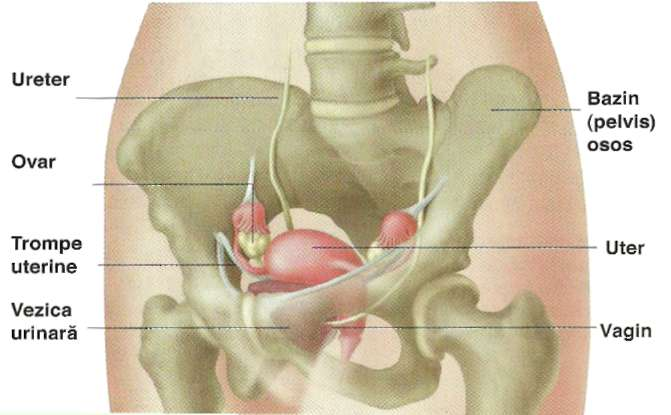 Ureter
Ovar
Trompe
uterine
Vezica
urinară
Bazin
(pelvis)
osos
Uter
Vagin